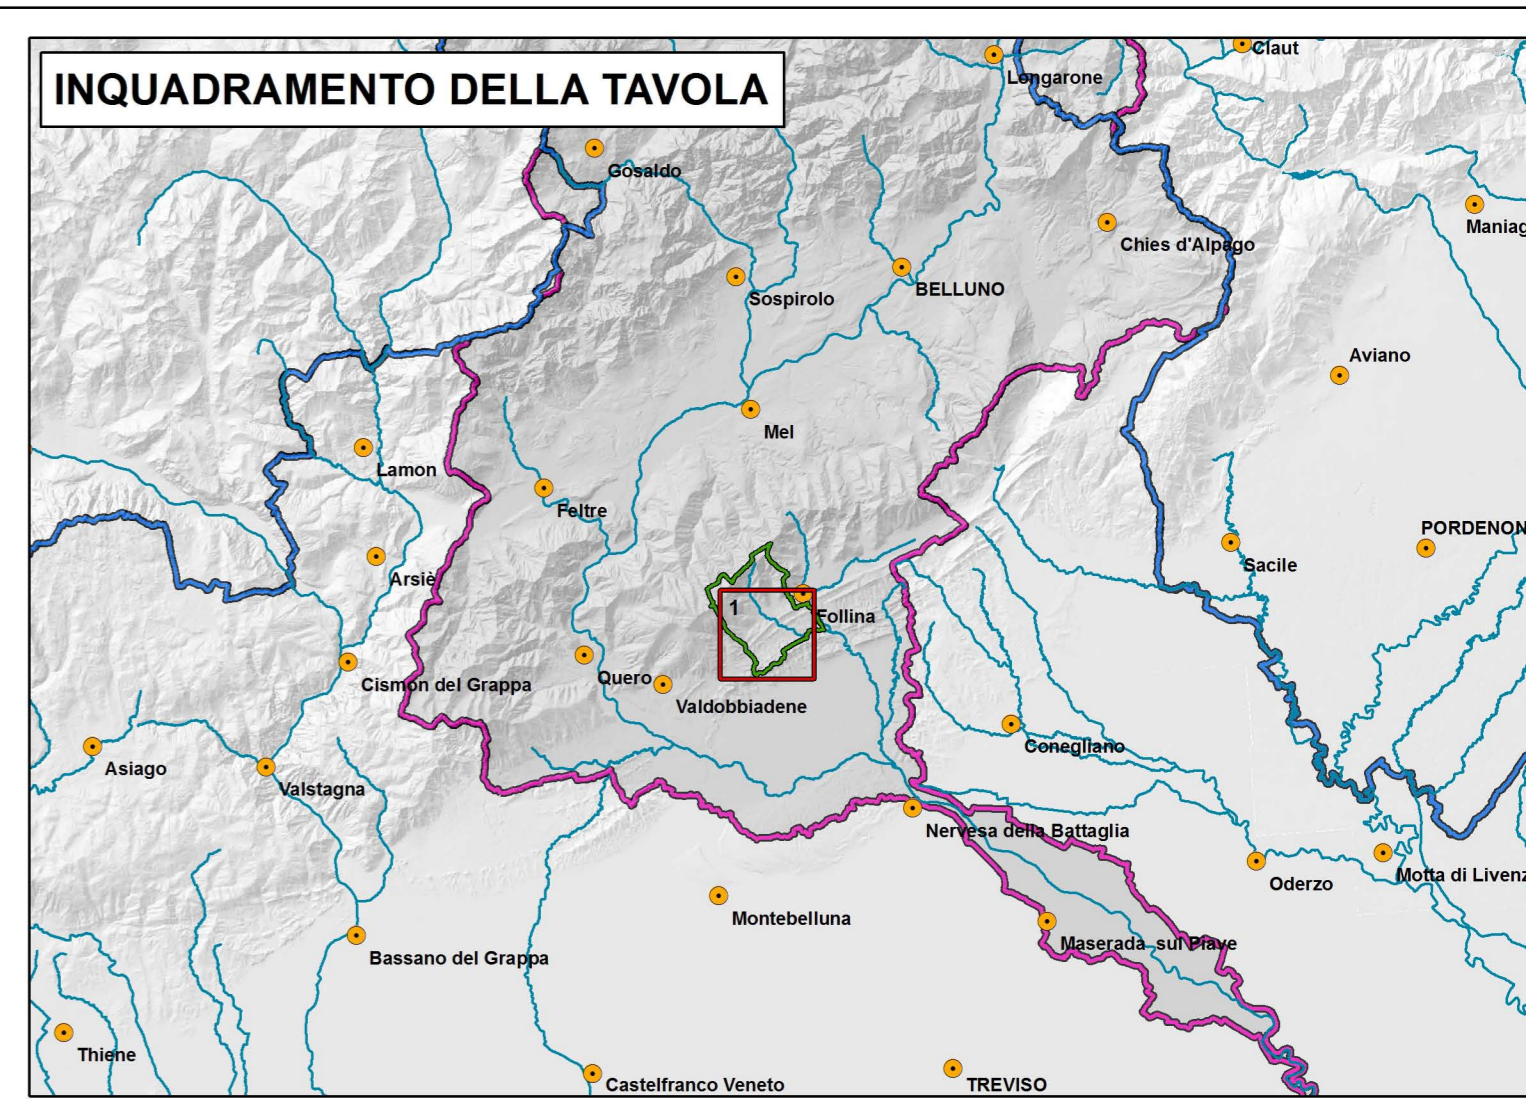 INQUADRAMENTO DELLA TAVOLA
Claut
Longarone
Gosaldo
Maniag
Chies d'Alpago
BELLUNO
Sospirolo
Aviano
Mel
Lamon
Feltre
PORDENON
Sacile
Arsiè
1
Follina
Quero
Cismon del Grappa
Valdobbiadene
Conegliano
Asiago
Valstagna
Nervesa della Battaglia
Motta di Livenz
Oderzo
Montebelluna
Maserada sul Piave
Bassano del Grappa
Thiene
Castelfranco Veneto
TREVISO